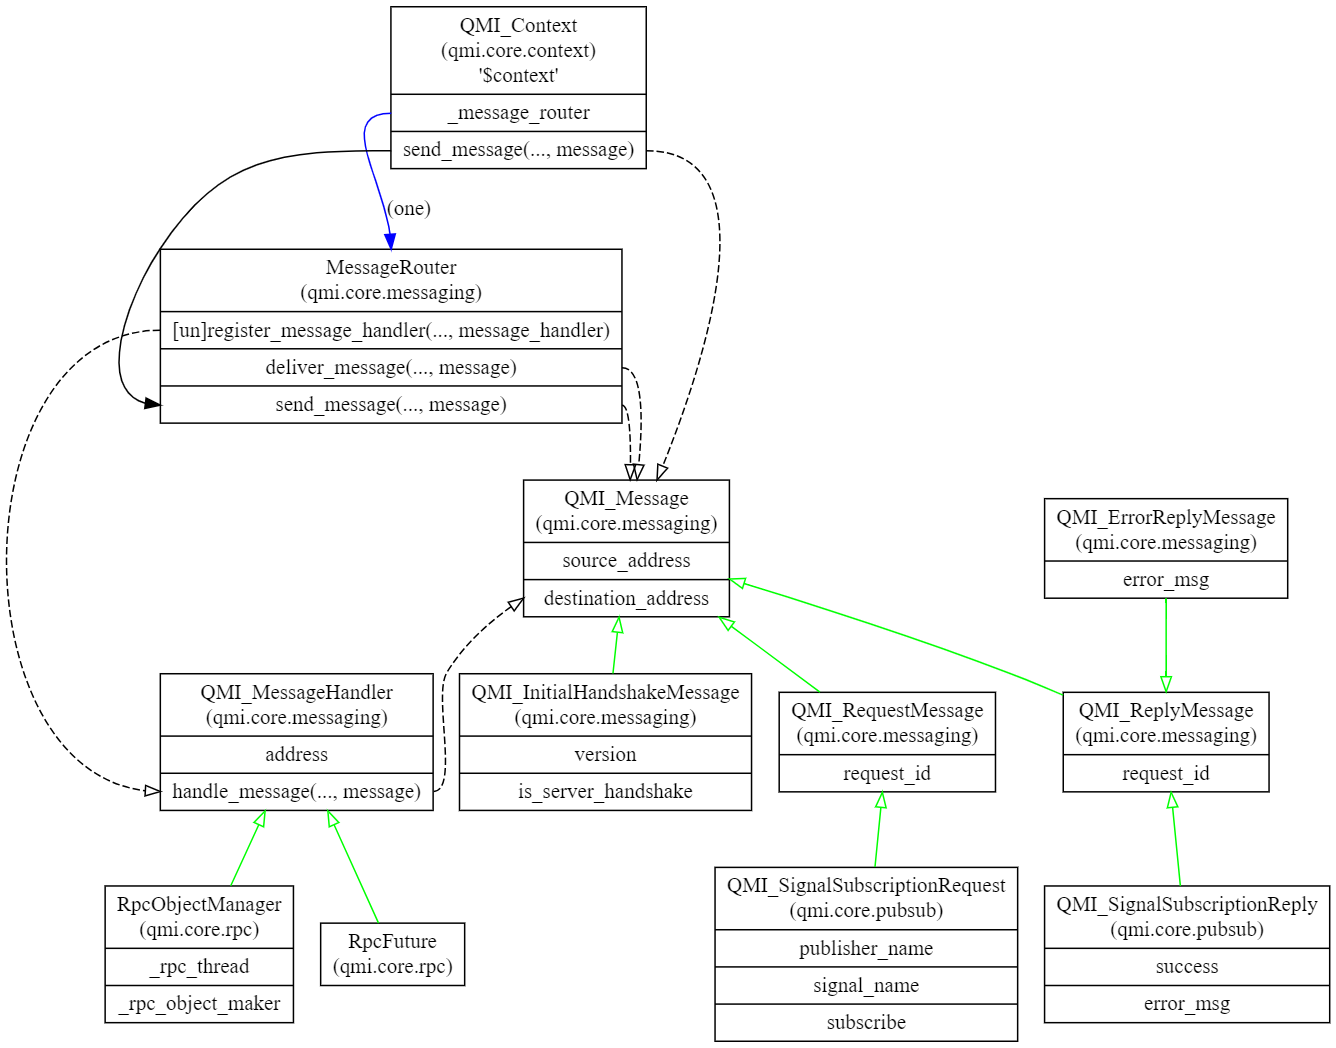 QMI_Context
(qmi.core.context)
'$context'
_message_router
send_message(..., message)
(one)
MessageRouter
(qmi.core.messaging)
[un]register_message_handler(..., message_handler)
deliver_message(..., message)
send_message(..., message)
QMI_Message
(qmi.core.messaging)
source_address
destination_address
QMI_ErrorReplyMessage
(qmi.core.messaging)
error_msg
QMI_MessageHandler
(qmi.core.messaging)
address
handle_message(..., message)
QMI_InitialHandshakeMessage
(qmi.core.messaging)
version
is_server_handshake
QMI_RequestMessage
(qmi.core.messaging)
request_id
QMI_ReplyMessage
(qmi.core.messaging)
request_id
RpcObjectManager
(qmi.core.rpc)
_rpc_thread
_rpc_object_maker
RpcFuture
(qmi.core.rpc)
QMI_SignalSubscriptionRequest
(qmi.core.pubsub)
publisher_name
signal_name
subscribe
QMI_SignalSubscriptionReply
(qmi.core.pubsub)
success
error_msg